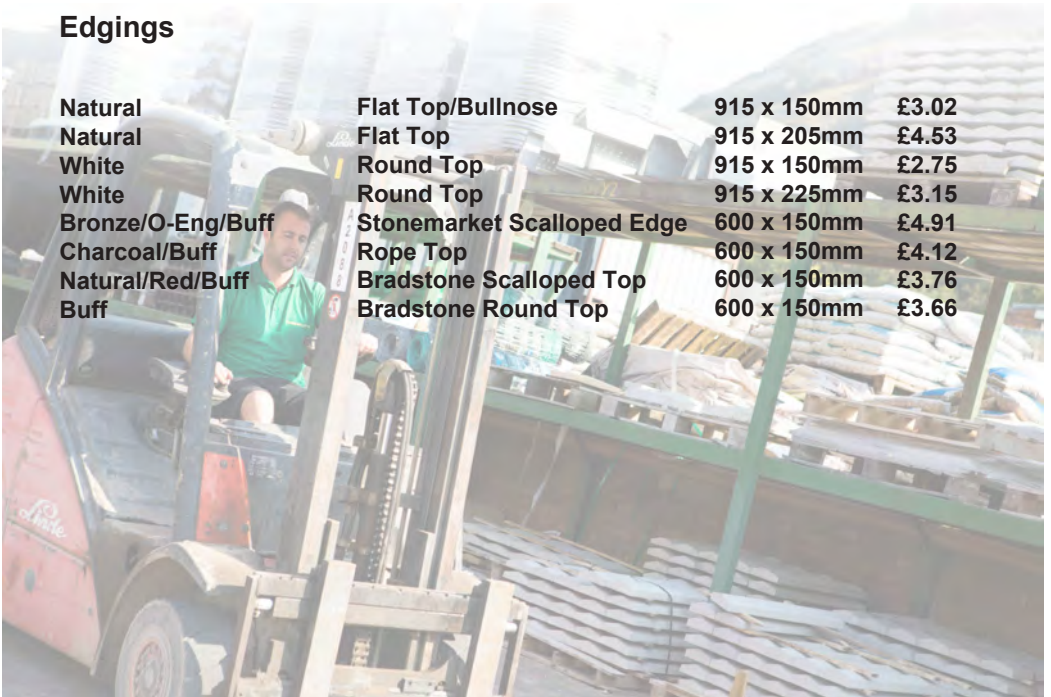 Edgings
Natural Flat Top/Bullnose 915 x 150mm £3.02
Natural Flat Top 915 x 205mm £4.53
White Round Top 915 x 150mm £2.75
White Round Top 915 x 225mm £3.15
Bronze/O-Eng/Buff Stonemarket Scalloped Edge 600 x 150mm £4.91
Charcoal/Buff Rope Top 600 x 150mm £4.12
Natural/Red/Buff Bradstone Scalloped Top 600 x 150mm £3.76
Buff Bradstone Round Top 600 x 150mm £3.66
Linde